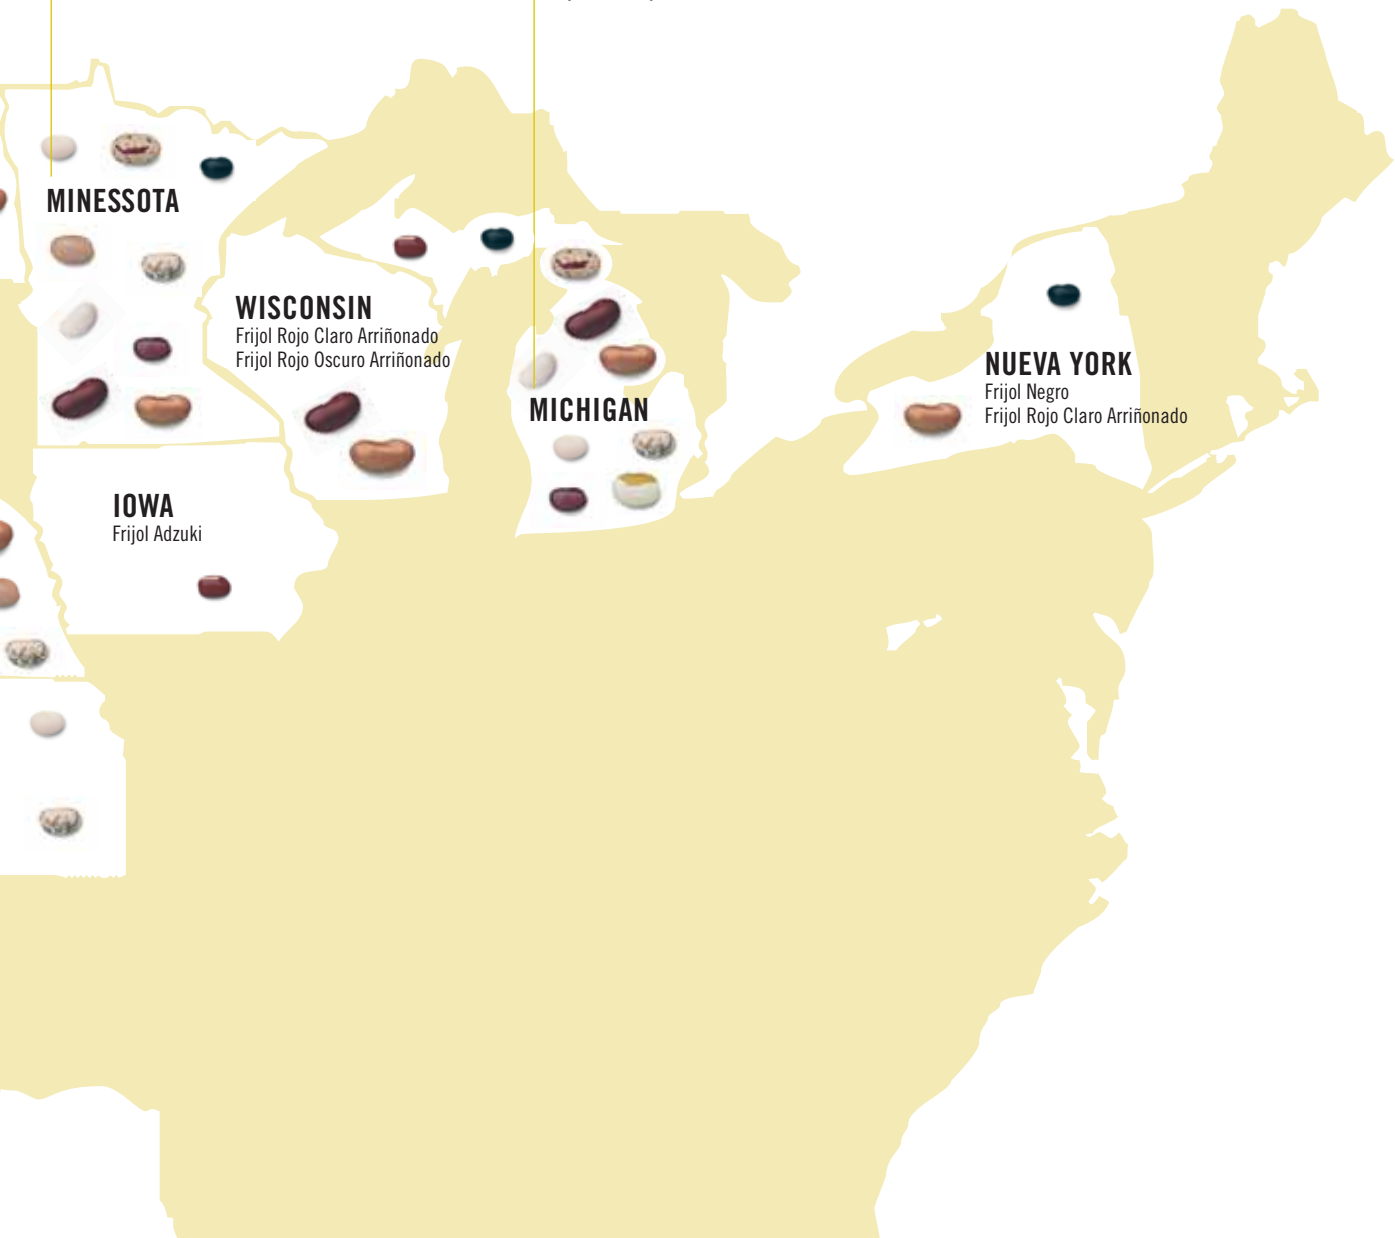 MINESSOTA
WISCONSIN
Frijol Rojo Claro Arriñonado
Frijol Rojo Oscuro Arriñonado
MICHIGAN
NUEVA YORK
Frijol Negro
Frijol Rojo Claro Arriñonado
IOWA
Frijol Adzuki